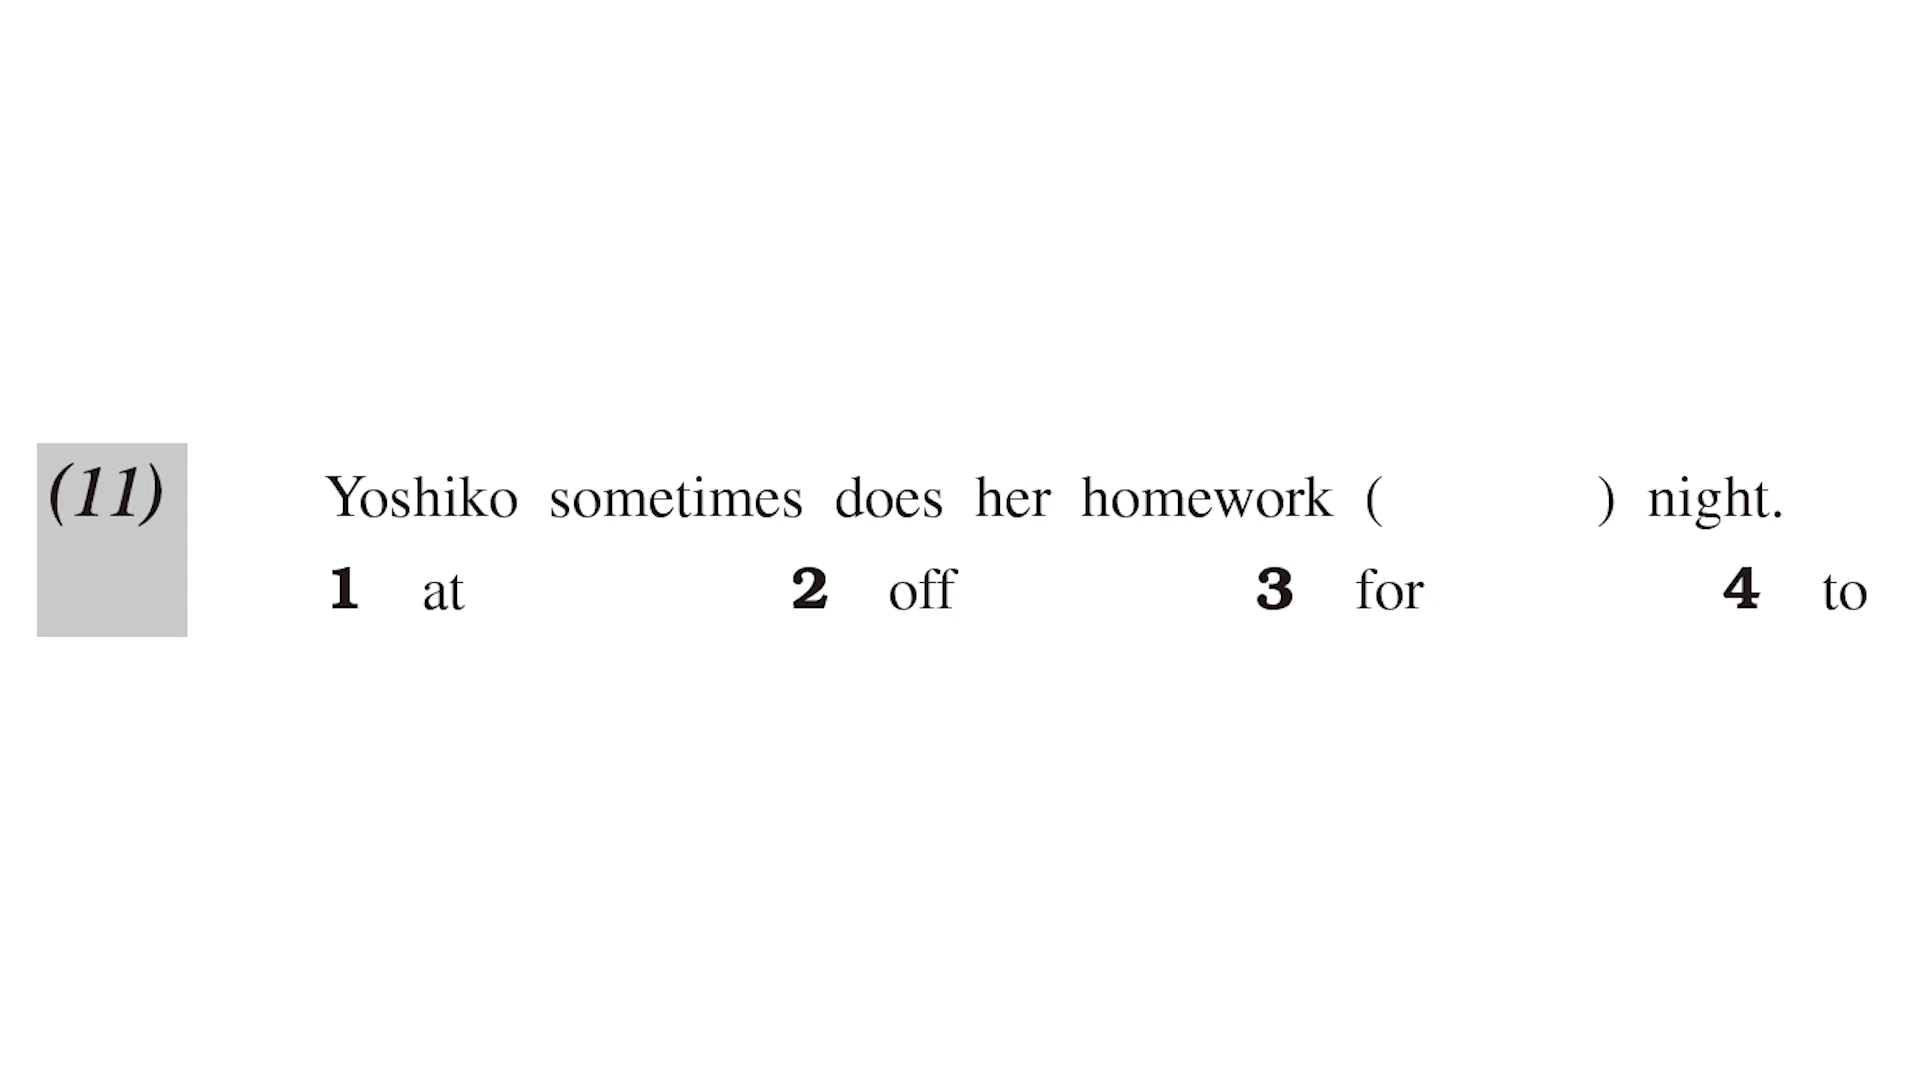 (11) Yoshiko sometimes does her homework ( ) night.
1 at 2 off 3 for 4 to